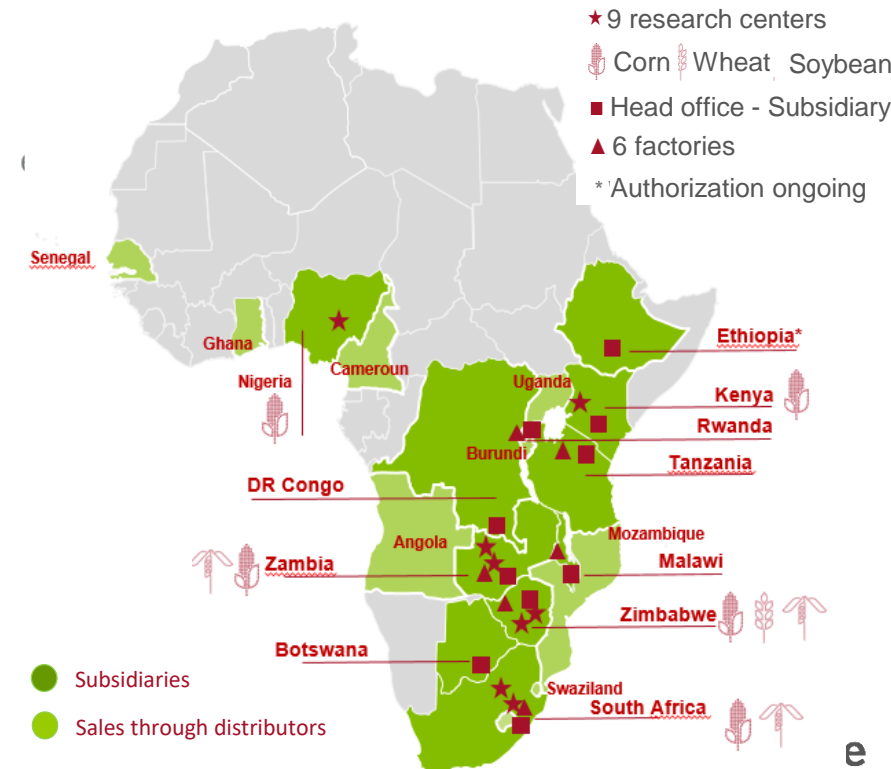 ★ 9 research centers
Corn Wheat Soybean
■ Head office - Subsidiary
▲ 6 factories
* Authorization ongoing
Senegal
Ghana
Nigeria
Cameroun
Ethiopia*
Uganda
Kenya
Rwanda
Burundi
Tanzania
DR Congo
Angola
Mozambique
Malawi
Zambia
Zimbabwe
Botswana
Swaziland
South Africa
Subsidiaries
Sales through distributors
e